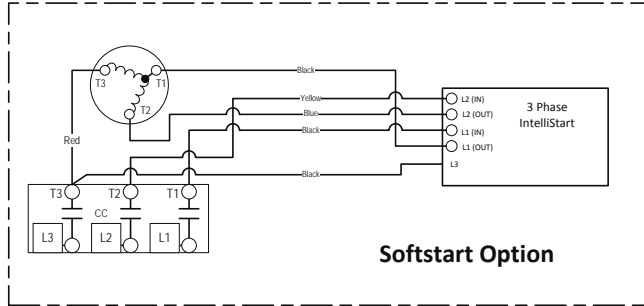 T3
T1
T2
Black
Yellow
Blue
Black
Black
Red
L2 (IN)
L2 (OUT)
L1 (IN)
L1 (OUT)
L3
3 Phase
IntelliStart
T3
T2
T1
CC
L3
L2
L1
Softstart Option